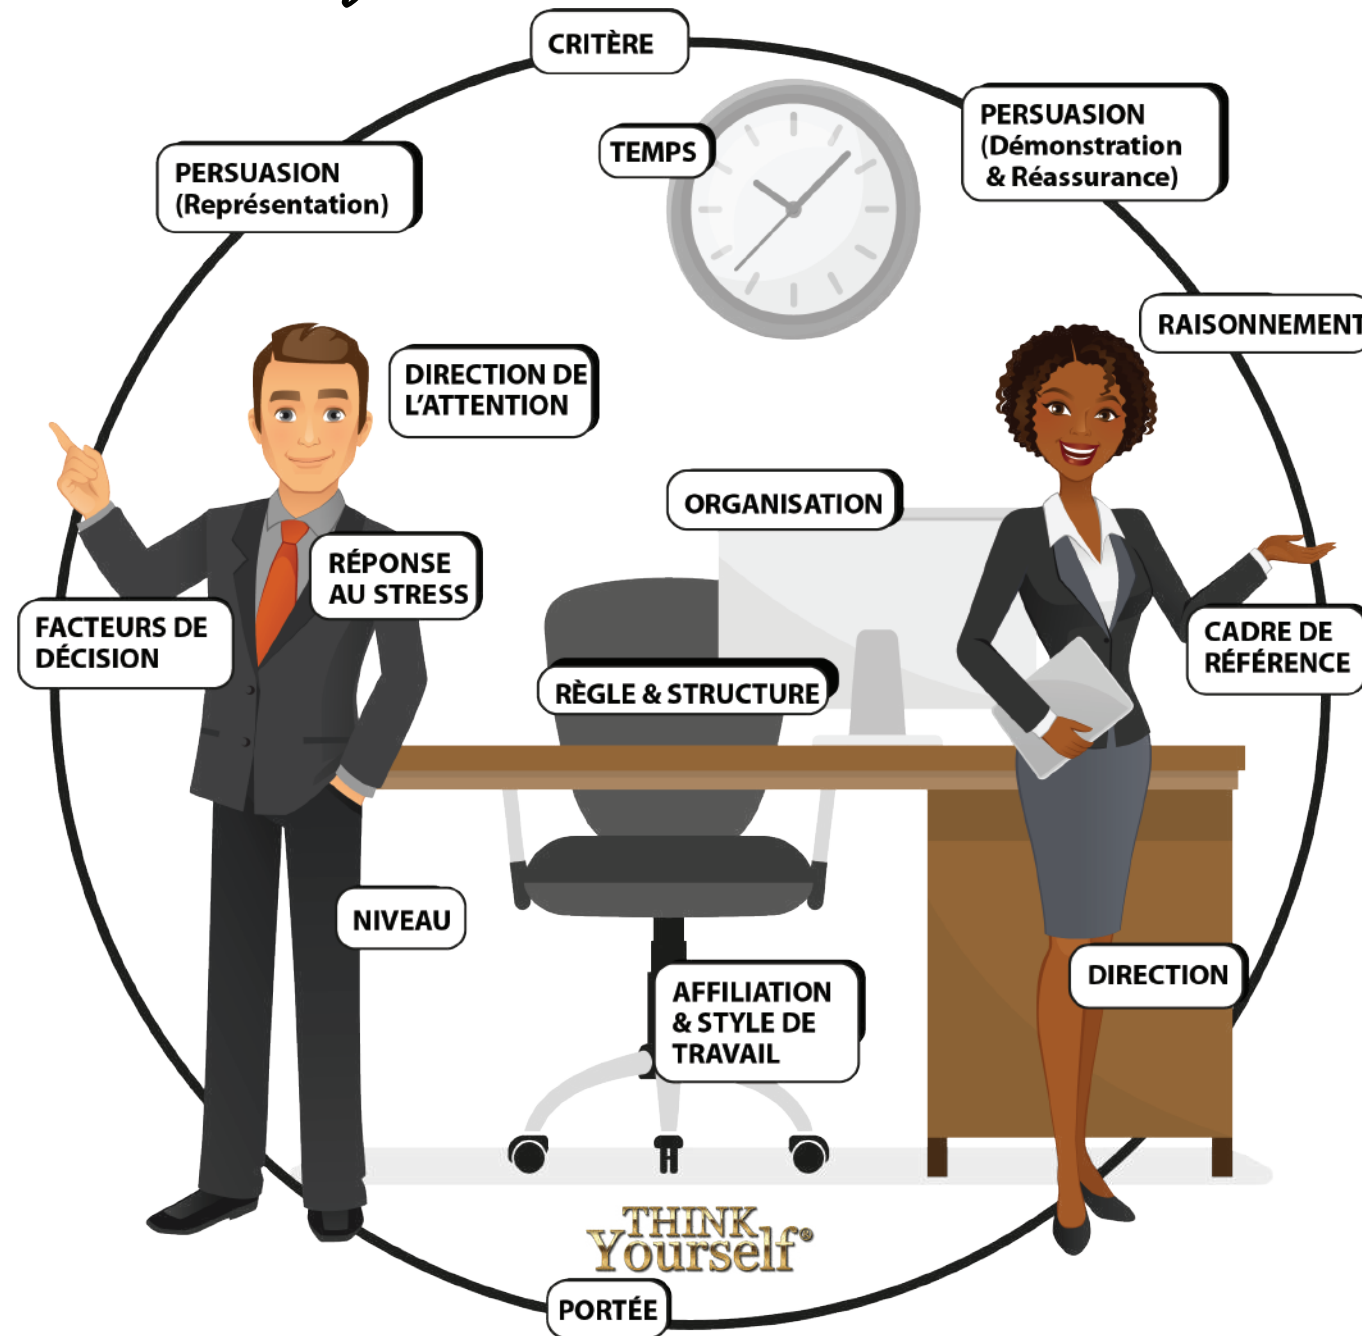 CRITÈRE
PERSUASION
(Démonstration
& Réassurance)
TEMPS
PERSUASION
(Représentation)
RAISONNEMENT
DIRECTION DE
L'ATTENTION
ORGANISATION
RÉPONSE
AU STRESS
FACTEURS DE
DÉCISION
CADRE DE
RÉFÉRENCE
RÈGLE & STRUCTURE
NIVEAU
DIRECTION
AFFILIATION
& STYLE DE
TRAVAIL
THINK
Yourself®
PORTÉE